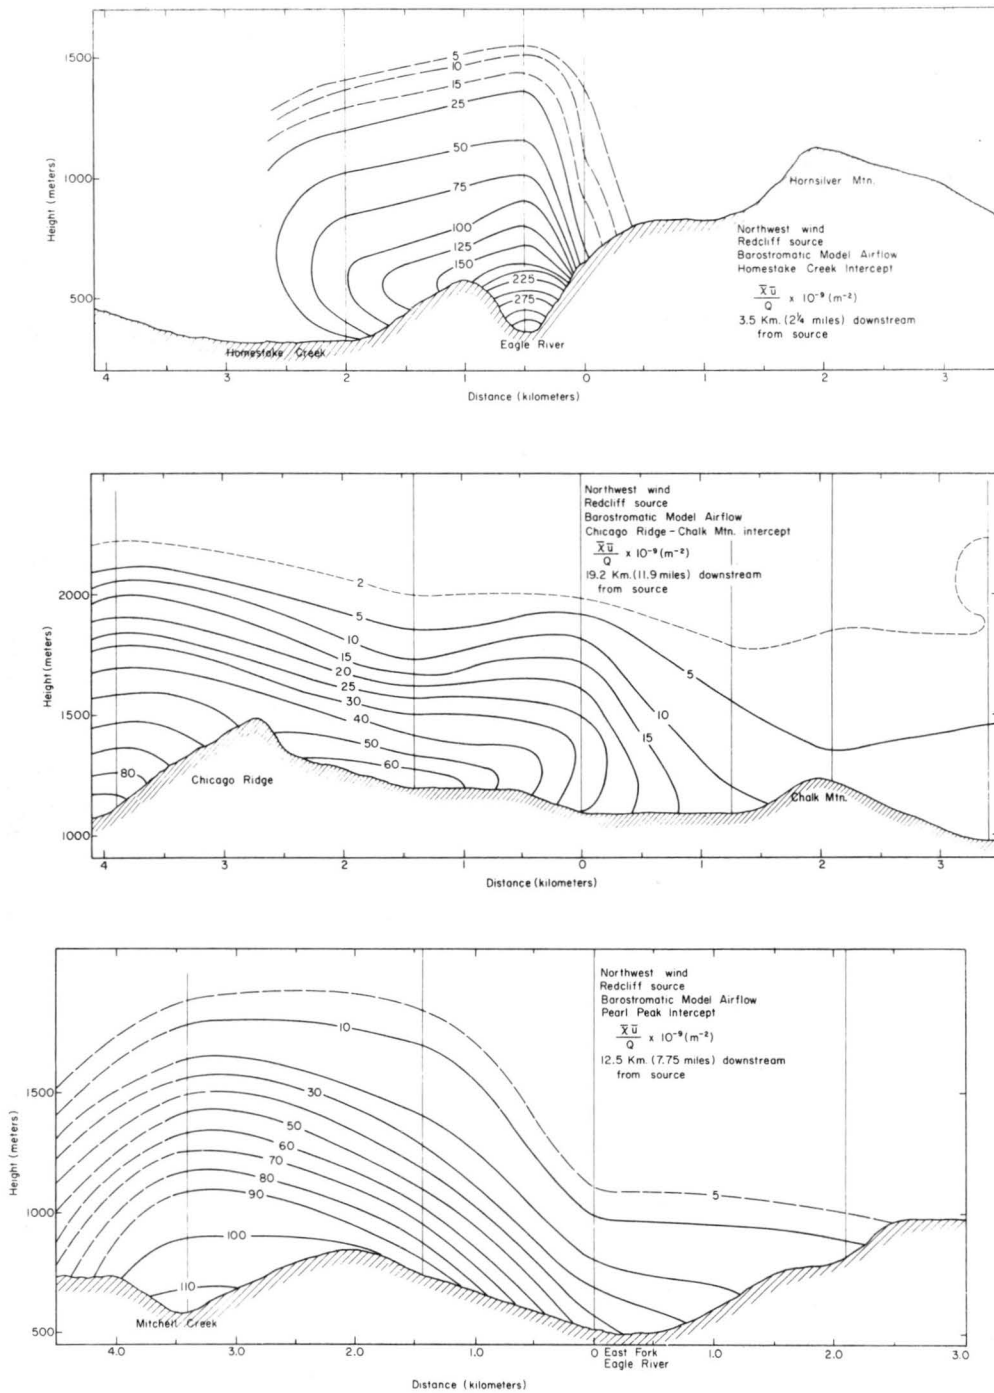 1500
1000
500
Height (meters)
5
10
15
25
50
75
100
125
150
225
275
Hornsilver Mtn.
Northwest wind
Redcliff source
Barostromatic Model Airflow
Homestake Creek Intercept
X̅ u̅
Q
x 10⁻⁹ (m⁻²)
3.5 Km. (2¼ miles) downstream
from source
Homestake Creek
Eagle River
4 3 2 1 0 1 2 3
Distance (kilometers)
2000
1500
1000
Height (meters)
Northwest wind
Redcliff source
Barostromatic Model Airflow
Chicago Ridge - Chalk Mtn. intercept
X̅ u̅
Q
x 10⁻⁹ (m⁻²)
19.2 Km. (11.9 miles) downstream
from source
2
5
10
15
20
25
30
40
50
60
80
5
10
15
Chicago Ridge
Chalk Mtn.
4 3 2 1 0 1 2 3
Distance (kilometers)
1500
1000
500
Height (meters)
Northwest wind
Redcliff source
Barostromatic Model Airflow
Pearl Peak Intercept
X̅ u̅
Q
x 10⁻⁹ (m⁻²)
12.5 Km. (7.75 miles) downstream
from source
10
30
50
60
70
80
90
100
110
5
Mitchell Creek
4.0 3.0 2.0 1.0 0 1.0 2.0 3.0
East Fork
Eagle River
Distance (kilometers)